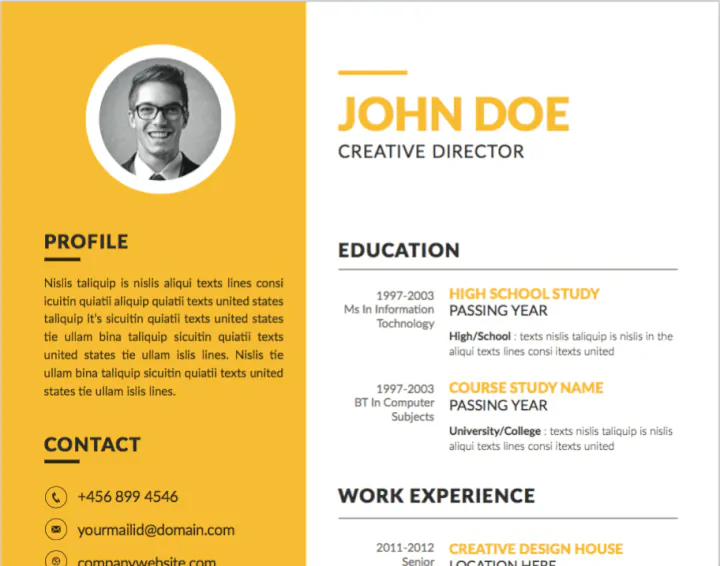 PROFILE
Nislis taliquip is nislis aliqui texts lines consi
icuitin quiatii aliquip quiatii texts united states
taliquip it's sicuitin quiatii texts united states
tie ullam bina taliquip sicuitin quiatii texts
united states tie ullam islis lines. Nislis tie
ullam bina taliquip sicuitin quiatii texts united
states tie ullam islis lines.
CONTACT
+456 899 4546
yourmailid@domain.com
companywebsite.com
JOHN DOE
CREATIVE DIRECTOR
EDUCATION
1997-2003
Ms In Information
Technology
HIGH SCHOOL STUDY
PASSING YEAR
High/School : texts nislis taliquip is nislis in the
aliqui texts lines consi itexts united
1997-2003
BT In Computer
Subjects
COURSE STUDY NAME
PASSING YEAR
University/College : texts nislis taliquip is nislis
aliqui texts lines consi itexts united
WORK EXPERIENCE
2011-2012
Senior
CREATIVE DESIGN HOUSE
LOCATION HERE